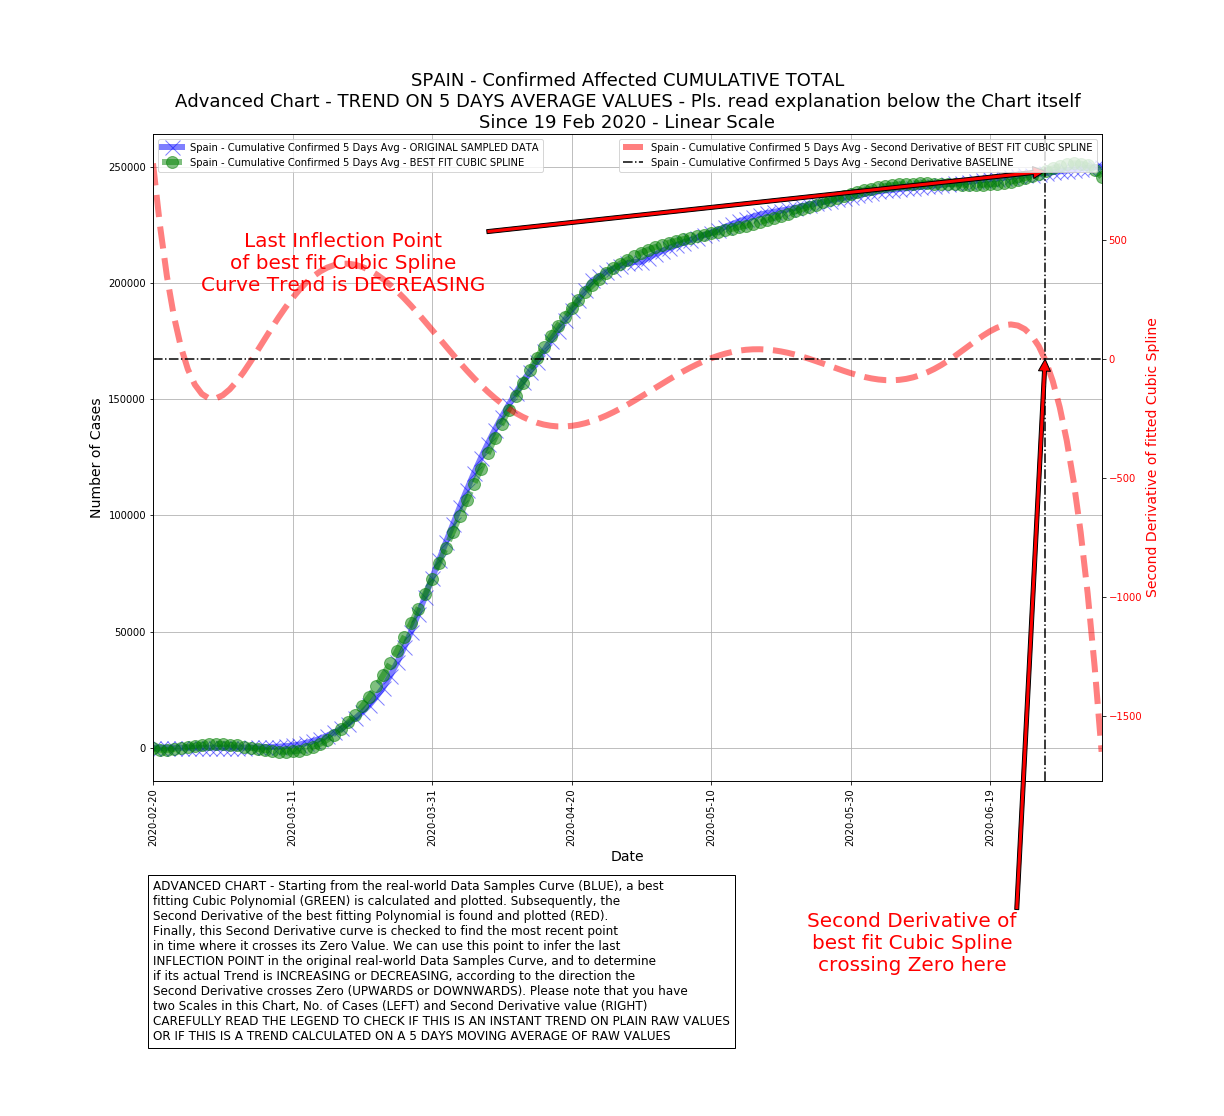 SPAIN - Confirmed Affected CUMULATIVE TOTAL
Advanced Chart - TREND ON 5 DAYS AVERAGE VALUES - Pls. read explanation below the Chart itself
Since 19 Feb 2020 - Linear Scale
Spain - Cumulative Confirmed 5 Days Avg - ORIGINAL SAMPLED DATA
Spain - Cumulative Confirmed 5 Days Avg - BEST FIT CUBIC SPLINE
Spain - Cumulative Confirmed 5 Days Avg - Second Derivative of BEST FIT CUBIC SPLINE
Spain - Cumulative Confirmed 5 Days Avg - Second Derivative BASELINE
250000
200000
150000
100000
50000
0
Number of Cases
Last Inflection Point
of best fit Cubic Spline
Curve Trend is DECREASING
500
0
−500
−1000
−1500
Second Derivative of fitted Cubic Spline
2020-02-20
2020-03-11
2020-03-31
2020-04-20
2020-05-10
2020-05-30
2020-06-19
Date
ADVANCED CHART - Starting from the real-world Data Samples Curve (BLUE), a best
fitting Cubic Polynomial (GREEN) is calculated and plotted. Subsequently, the
Second Derivative of the best fitting Polynomial is found and plotted (RED).
Finally, this Second Derivative curve is checked to find the most recent point
in time where it crosses its Zero Value. We can use this point to infer the last
INFLECTION POINT in the original real-world Data Samples Curve, and to determine
if its actual Trend is INCREASING or DECREASING, according to the direction the
Second Derivative crosses Zero (UPWARDS or DOWNWARDS). Please note that you have
two Scales in this Chart, No. of Cases (LEFT) and Second Derivative value (RIGHT)
CAREFULLY READ THE LEGEND TO CHECK IF THIS IS AN INSTANT TREND ON PLAIN RAW VALUES
OR IF THIS IS A TREND CALCULATED ON A 5 DAYS MOVING AVERAGE OF RAW VALUES
Second Derivative of
best fit Cubic Spline
crossing Zero here